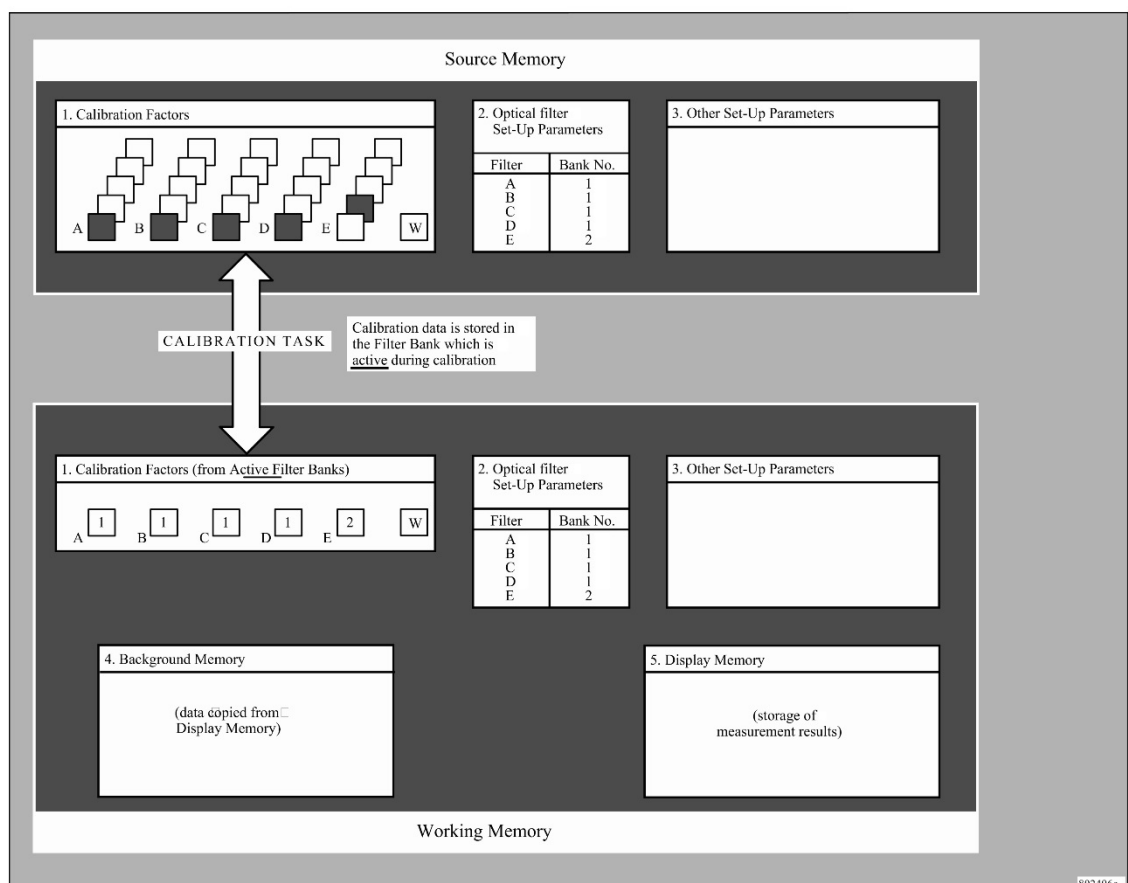 Source Memory
1. Calibration Factors
A B C D E W
2. Optical filter
Set-Up Parameters
Filter Bank No.
A 1
B 1
C 1
D 1
E 2
3. Other Set-Up Parameters
CALIBRATION TASK
Calibration data is stored in
the Filter Bank which is
active during calibration
1. Calibration Factors (from Active Filter Banks)
A 1 B 1 C 1 D 1 E 2 W
2. Optical filter
Set-Up Parameters
Filter Bank No.
A 1
B 1
C 1
D 1
E 2
3. Other Set-Up Parameters
4. Background Memory
(data copied from
Display Memory)
5. Display Memory
(storage of
measurement results)
Working Memory